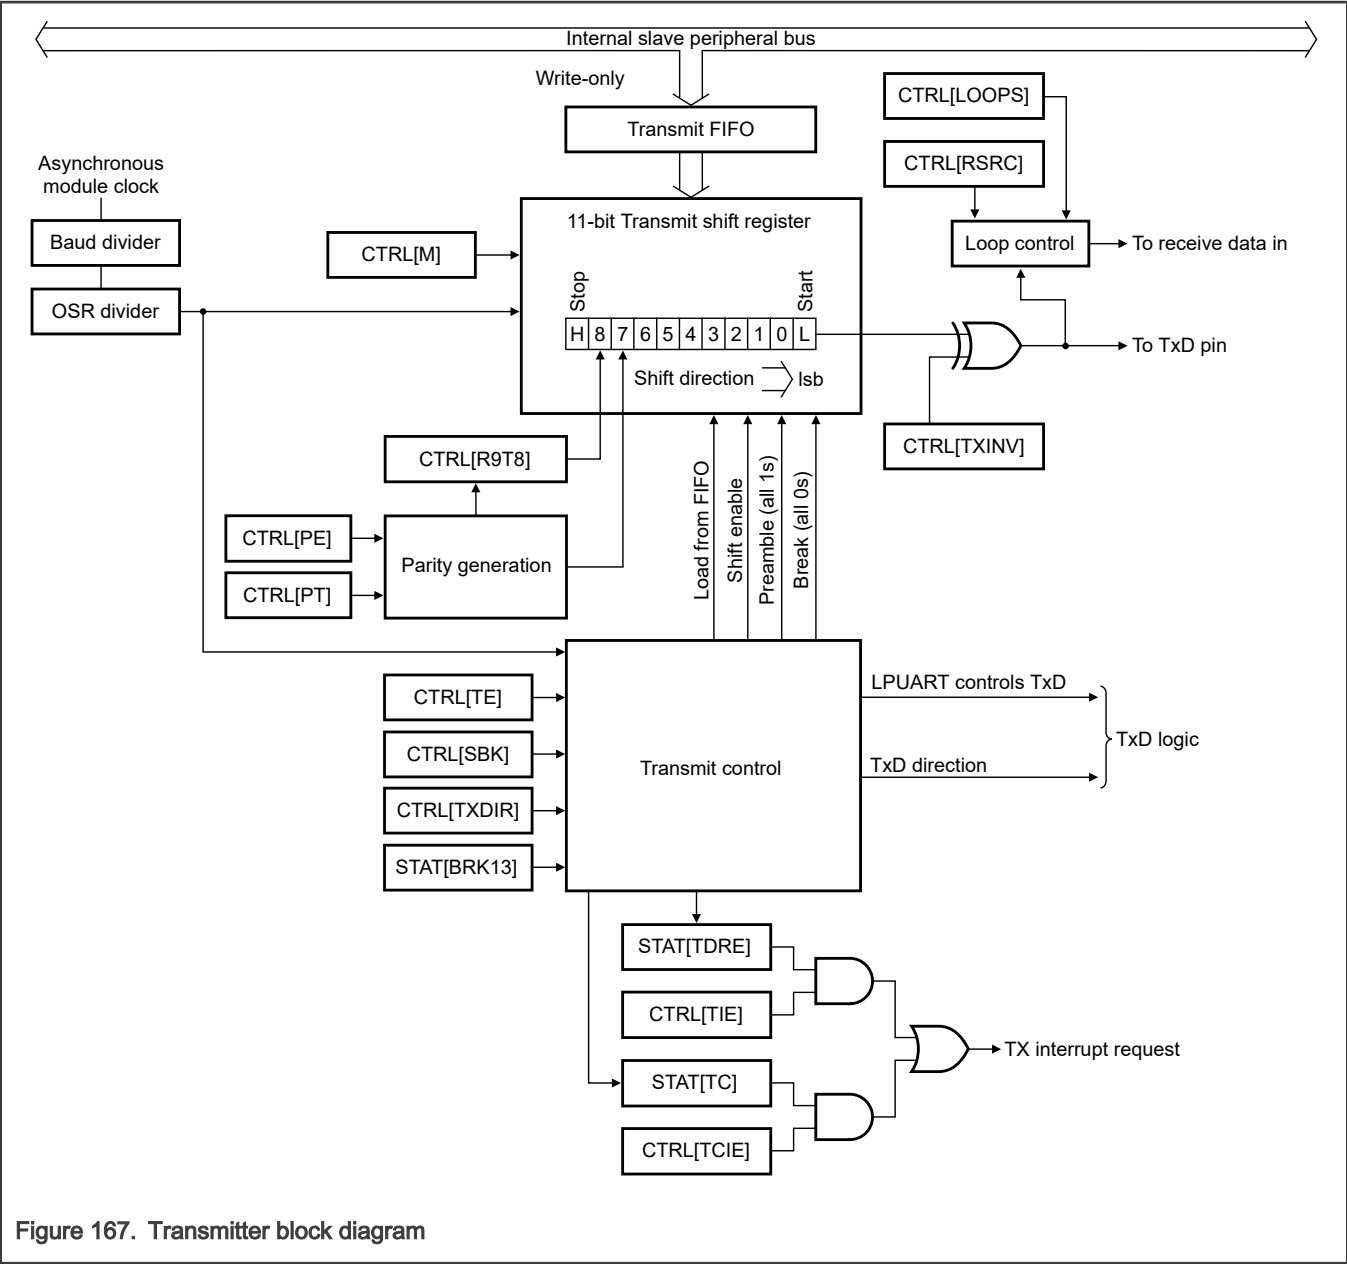 Internal slave peripheral bus
Write-only
CTRL[LOOPS]
Transmit FIFO
CTRL[RSRC]
Asynchronous
module clock
Baud divider
OSR divider
CTRL[M]
11-bit Transmit shift register
Loop control
To receive data in
Stop
Start
H 8 7 6 5 4 3 2 1 0 L
To TxD pin
Shift direction
lsb
CTRL[TXINV]
CTRL[R9T8]
CTRL[PE]
CTRL[PT]
Parity generation
Load from FIFO
Shift enable
Preamble (all 1s)
Break (all 0s)
CTRL[TE]
CTRL[SBK]
CTRL[TXDIR]
STAT[BRK13]
Transmit control
LPUART controls TxD
TxD direction
TxD logic
STAT[TDRE]
CTRL[TIE]
STAT[TC]
CTRL[TCIE]
TX interrupt request
Figure 167. Transmitter block diagram